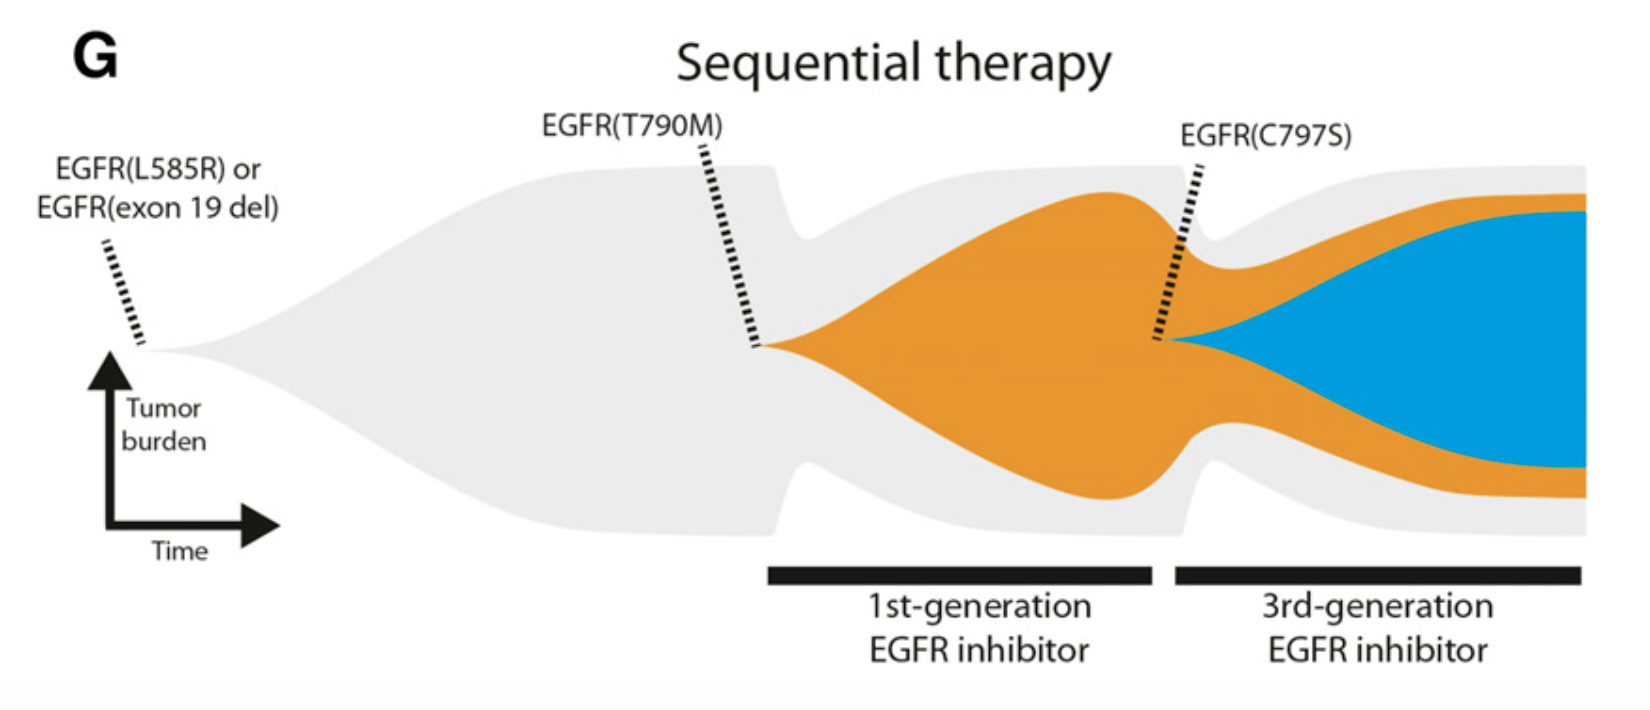 G
Sequential therapy
EGFR(T790M)
EGFR(C797S)
EGFR(L585R) or
EGFR(exon 19 del)
Tumor
burden
Time
1st-generation
EGFR inhibitor
3rd-generation
EGFR inhibitor